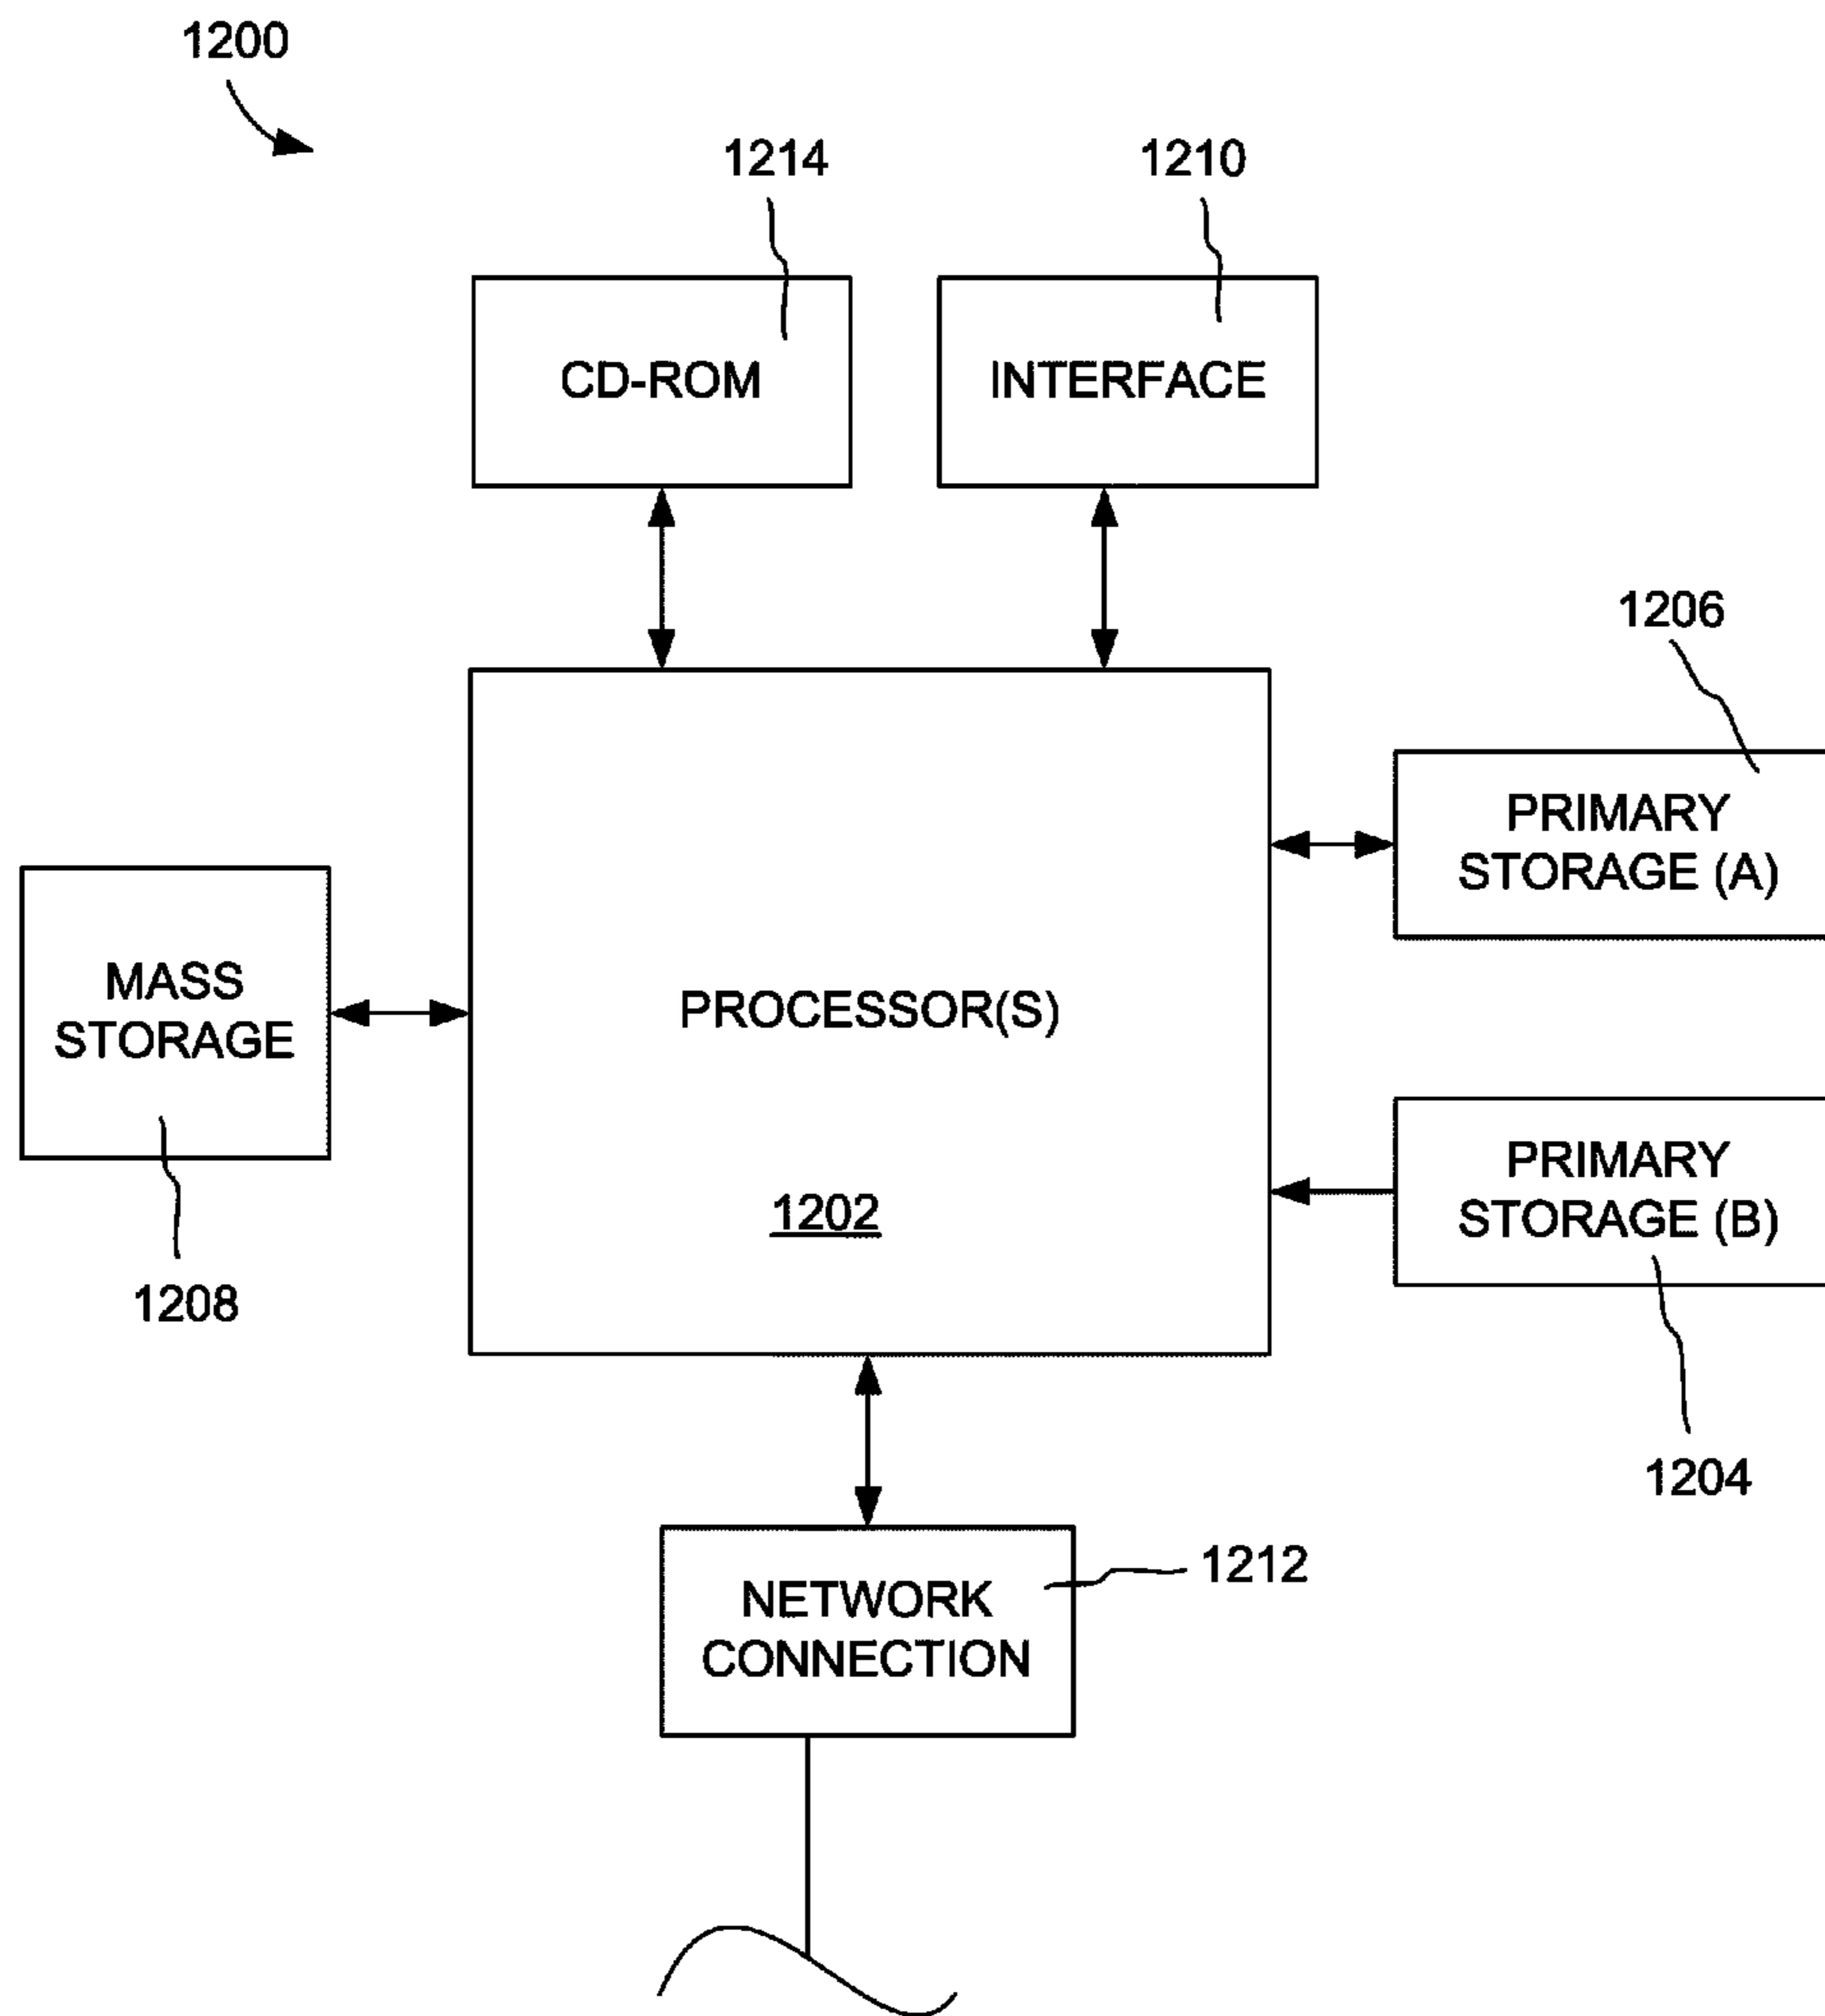 1200
1214
1210
CD-ROM
INTERFACE
1206
PRIMARY
STORAGE (A)
MASS
STORAGE
PROCESSOR(S)
PRIMARY
STORAGE (B)
1202
1208
1204
1212
NETWORK
CONNECTION